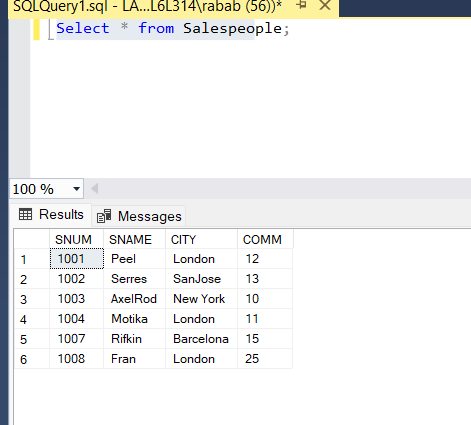 SQLQuery1.sql - LA...L6L314\rabab (56))*
Select * from Salespeople;
100 %
Results Messages
SNUM SNAME CITY COMM
1 1001 Peel London 12
2 1002 Serres SanJose 13
3 1003 AxelRod New York 10
4 1004 Motika London 11
5 1007 Rifkin Barcelona 15
6 1008 Fran London 25